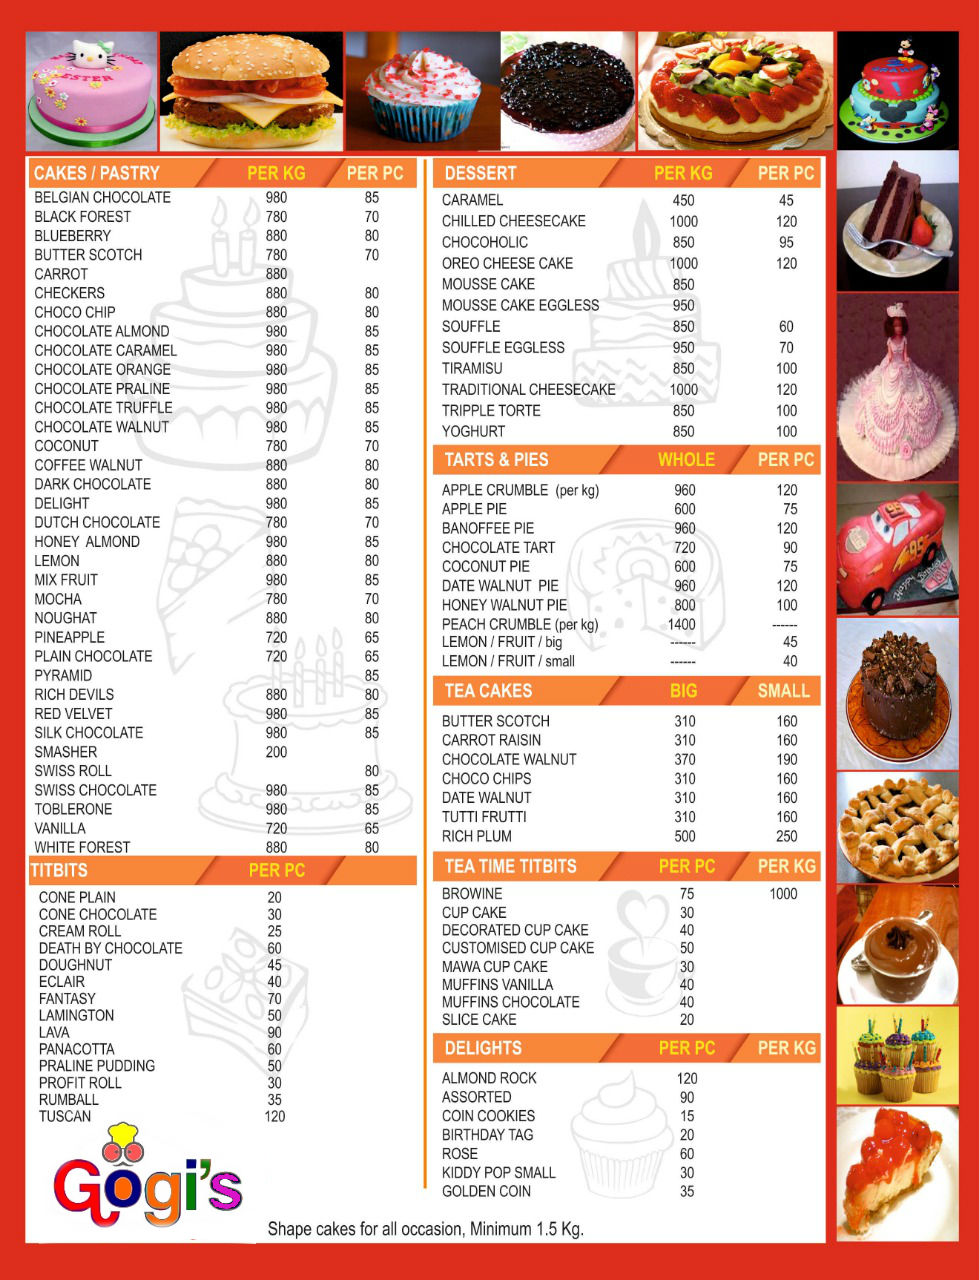 ESTER
CAKES / PASTRY PER KG PER PC
BELGIAN CHOCOLATE 980 85
BLACK FOREST 780 70
BLUEBERRY 880 80
BUTTER SCOTCH 780 70
CARROT 880
CHECKERS 880 80
CHOCO CHIP 880 80
CHOCOLATE ALMOND 980 85
CHOCOLATE CARAMEL 980 85
CHOCOLATE ORANGE 980 85
CHOCOLATE PRALINE 980 85
CHOCOLATE TRUFFLE 980 85
CHOCOLATE WALNUT 980 85
COCONUT 780 70
COFFEE WALNUT 880 80
DARK CHOCOLATE 880 80
DELIGHT 980 85
DUTCH CHOCOLATE 780 70
HONEY ALMOND 980 85
LEMON 880 80
MIX FRUIT 980 85
MOCHA 780 70
NOUGHAT 880 80
PINEAPPLE 720 65
PLAIN CHOCOLATE 720 65
PYRAMID 85
RICH DEVILS 880 80
RED VELVET 980 85
SILK CHOCOLATE 980 85
SMASHER 200
SWISS ROLL 80
SWISS CHOCOLATE 980 85
TOBLERONE 980 85
VANILLA 720 65
WHITE FOREST 880 80
TITBITS PER PC
CONE PLAIN 20
CONE CHOCOLATE 30
CREAM ROLL 25
DEATH BY CHOCOLATE 60
DOUGHNUT 45
ECLAIR 40
FANTASY 70
LAMINGTON 50
LAVA 90
PANACOTTA 60
PRALINE PUDDING 50
PROFIT ROLL 30
RUMBALL 35
TUSCAN 120
Gogi's
DESSERT PER KG PER PC
CARAMEL 450 45
CHILLED CHEESECAKE 1000 120
CHOCOHOLIC 850 95
OREO CHEESE CAKE 1000 120
MOUSSE CAKE 850
MOUSSE CAKE EGGLESS 950
SOUFFLE 850 60
SOUFFLE EGGLESS 950 70
TIRAMISU 850 100
TRADITIONAL CHEESECAKE 1000 120
TRIPPLE TORTE 850 100
YOGHURT 850 100
TARTS & PIES WHOLE PER PC
APPLE CRUMBLE (per kg) 960 120
APPLE PIE 600 75
BANOFFEE PIE 960 120
CHOCOLATE TART 720 90
COCONUT PIE 600 75
DATE WALNUT PIE 960 120
HONEY WALNUT PIE 800 100
PEACH CRUMBLE (per kg) 1400 ------
LEMON / FRUIT / big ------ 45
LEMON / FRUIT / small ------ 40
TEA CAKES BIG SMALL
BUTTER SCOTCH 310 160
CARROT RAISIN 310 160
CHOCOLATE WALNUT 370 190
CHOCO CHIPS 310 160
DATE WALNUT 310 160
TUTTI FRUTTI 310 160
RICH PLUM 500 250
TEA TIME TITBITS PER PC PER KG
BROWINE 75 1000
CUP CAKE 30
DECORATED CUP CAKE 40
CUSTOMISED CUP CAKE 50
MAWA CUP CAKE 30
MUFFINS VANILLA 40
MUFFINS CHOCOLATE 40
SLICE CAKE 20
DELIGHTS PER PC PER KG
ALMOND ROCK 120
ASSORTED 90
COIN COOKIES 15
BIRTHDAY TAG 20
ROSE 60
KIDDY POP SMALL 30
GOLDEN COIN 35
Shape cakes for all occasion, Minimum 1.5 Kg.
95